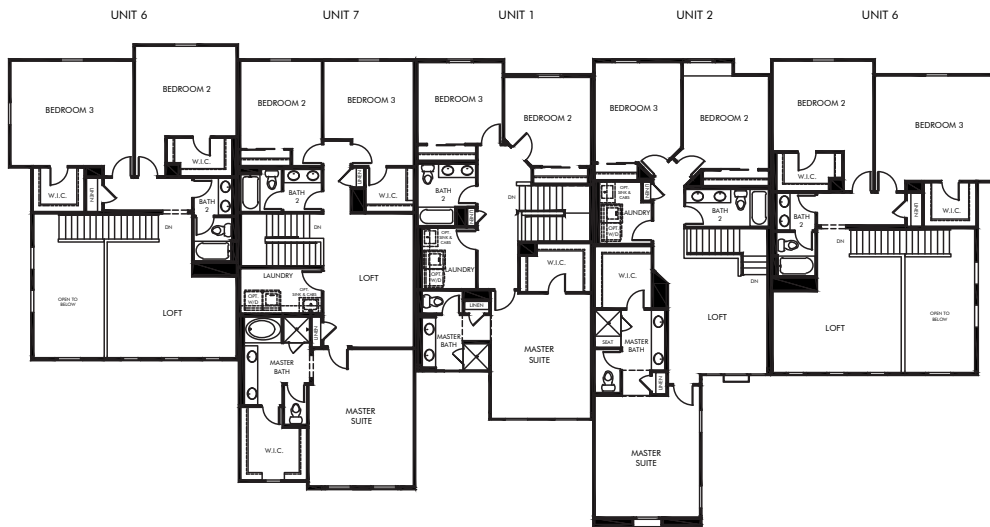 UNIT 6
UNIT 7
UNIT 1
UNIT 2
UNIT 6
BEDROOM 3
BEDROOM 2
W.I.C.
W.I.C.
LINEN
BATH
2
DN
OPEN TO
BELOW
LOFT
BEDROOM 2
BEDROOM 3
LINEN
W.I.C.
BATH
2
DN
LAUNDRY
OPT.
W/D
OPT.
SINK & CABS
LOFT
LINEN
MASTER
BATH
W.I.C.
MASTER
SUITE
BEDROOM 3
BEDROOM 2
BATH
2
LINEN
DN
OPT.
SINK &
CABS
OPT.
W/D
LAUNDRY
W.I.C.
LINEN
MASTER
BATH
MASTER
SUITE
BEDROOM 3
BEDROOM 2
OPT.
SINK &
CABS
LINEN
LAUNDRY
OPT.
W/D
BATH
2
DN
W.I.C.
SEAT
MASTER
BATH
LINEN
LOFT
MASTER
SUITE
BEDROOM 2
BEDROOM 3
W.I.C.
W.I.C.
LINEN
BATH
2
DN
LOFT
OPEN TO
BELOW